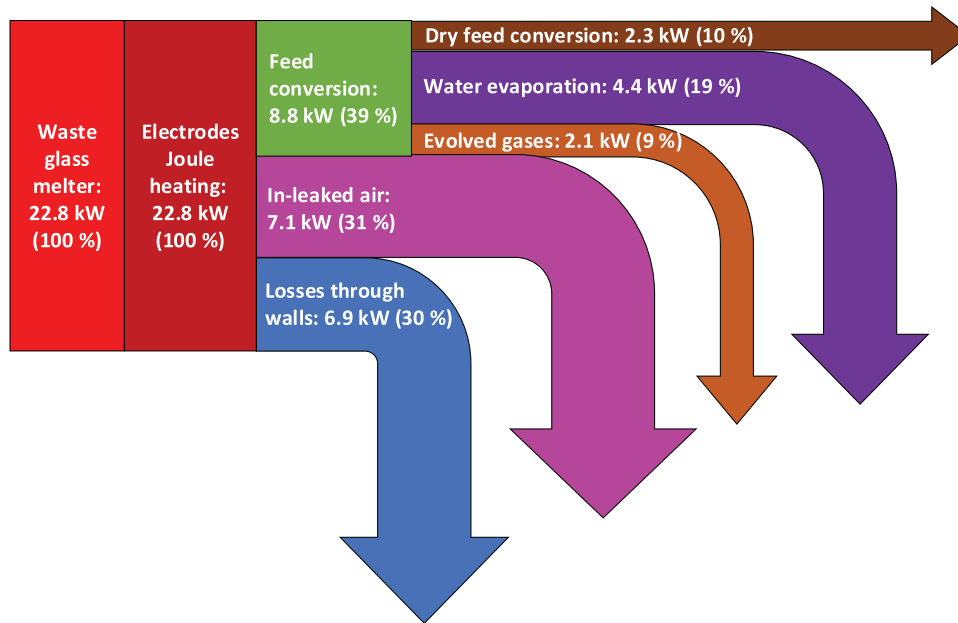 Waste
glass
melter:
22.8 kW
(100 %)
Electrodes
Joule
heating:
22.8 kW
(100 %)
Feed
conversion:
8.8 kW (39 %)
Dry feed conversion: 2.3 kW (10 %)
Water evaporation: 4.4 kW (19 %)
Evolved gases: 2.1 kW (9 %)
In-leaked air:
7.1 kW (31 %)
Losses through
walls: 6.9 kW (30 %)